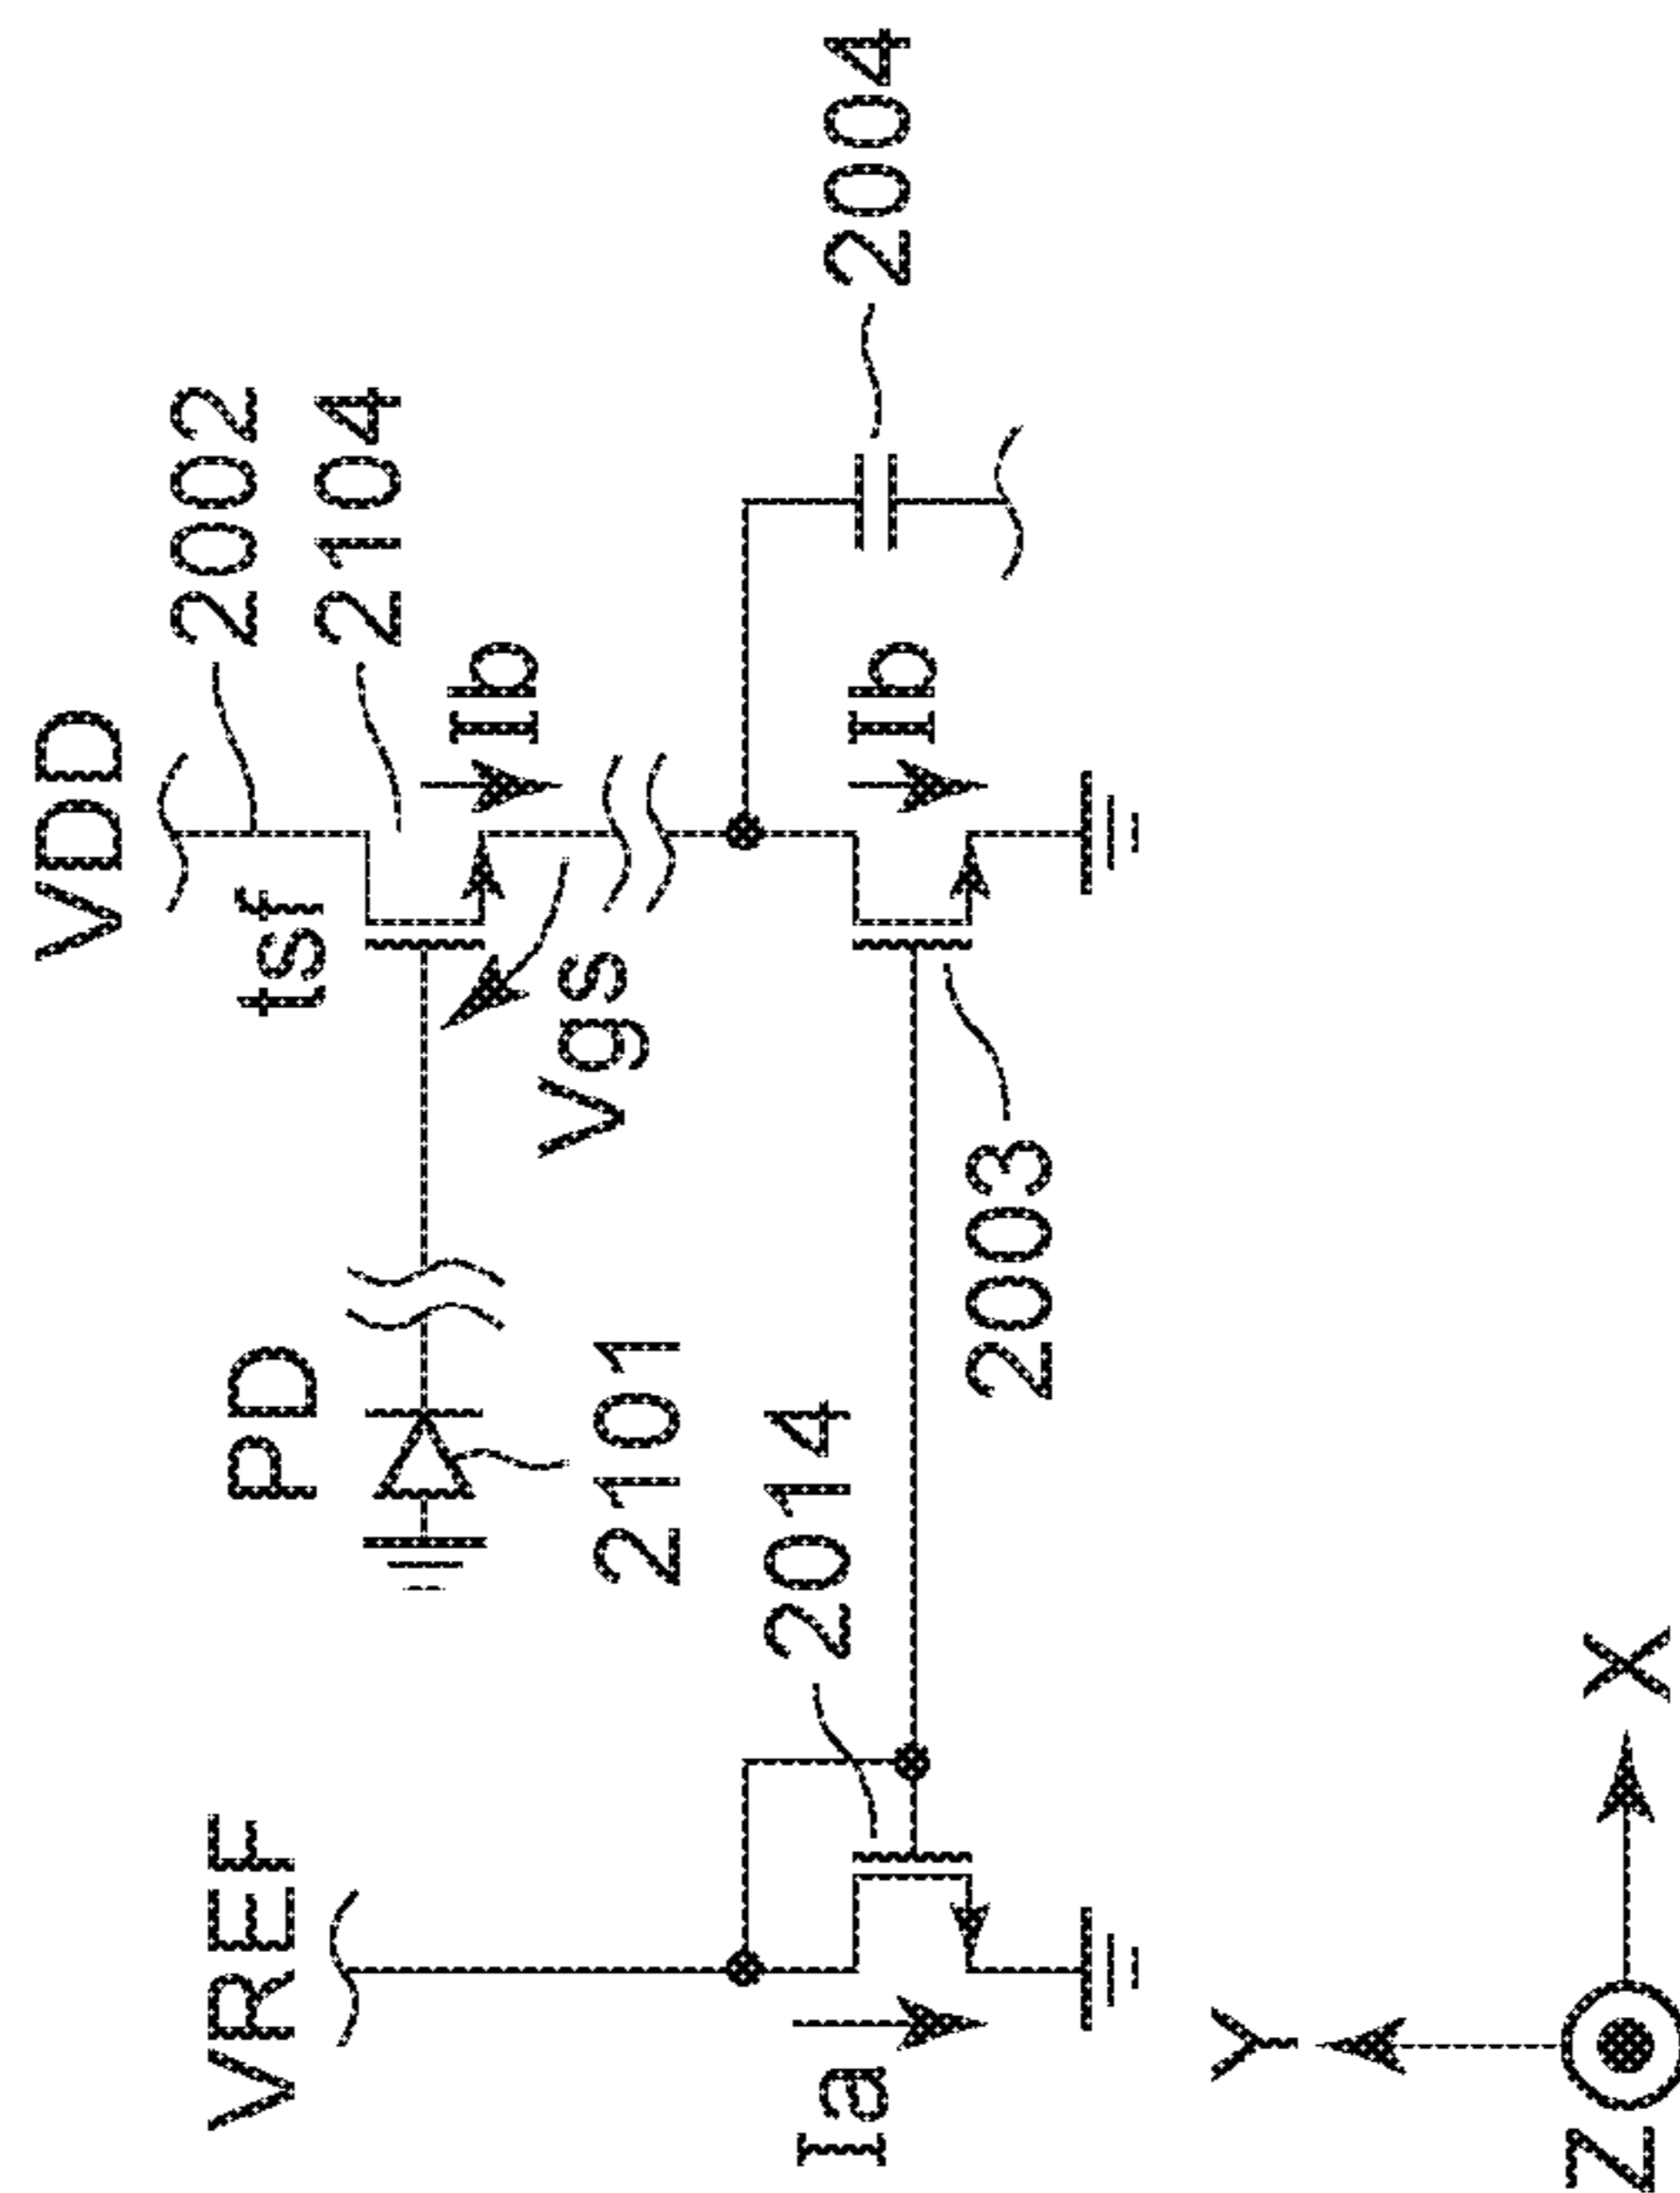 VDD
2002
tsf
2104
PD
Ib
Vgs
2101
VREF
2014
2004
Ib
Ia
2003
Y
X
Z